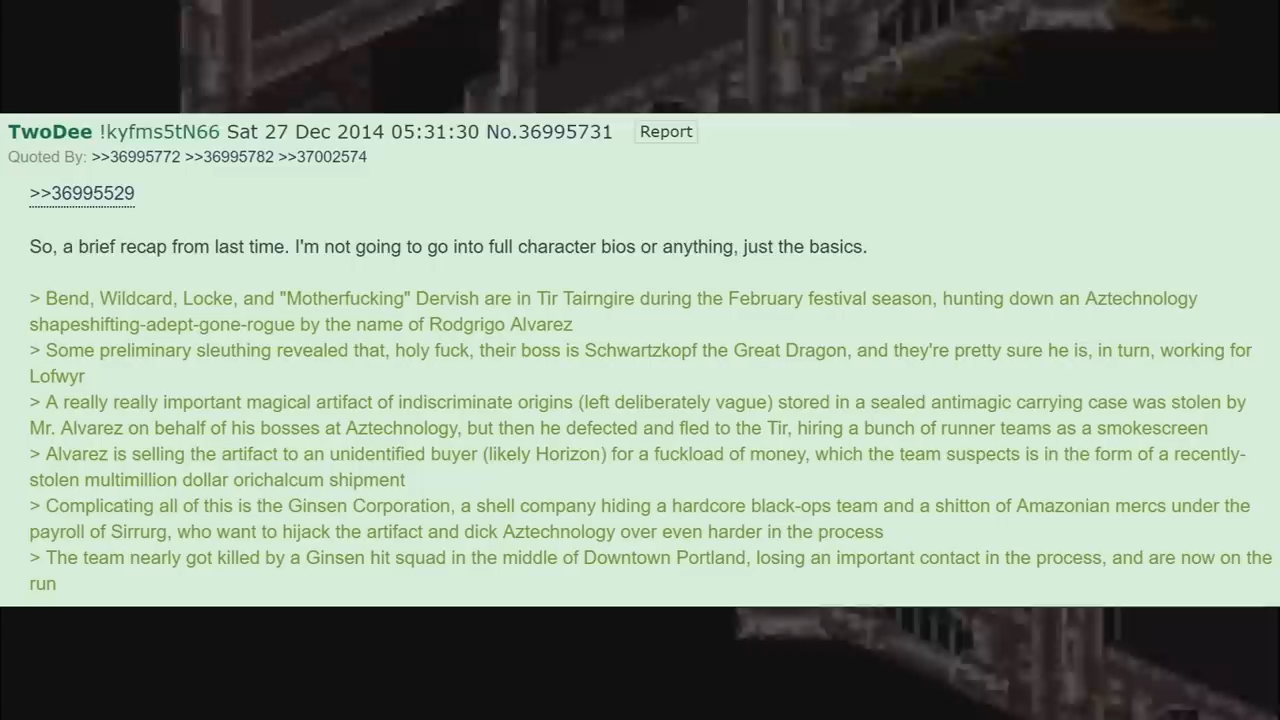 TwoDee !kyfms5tN66 Sat 27 Dec 2014 05:31:30 No.36995731 Report
Quoted By: >>36995772 >>36995782 >>37002574
>>36995529
So, a brief recap from last time. I'm not going to go into full character bios or anything, just the basics.
> Bend, Wildcard, Locke, and "Motherfucking" Dervish are in Tir Tairngire during the February festival season, hunting down an Aztechnology
shapeshifting-adept-gone-rogue by the name of Rodgrigo Alvarez
> Some preliminary sleuthing revealed that, holy fuck, their boss is Schwartzkopf the Great Dragon, and they're pretty sure he is, in turn, working for
Lofwyr
> A really really important magical artifact of indiscriminate origins (left deliberately vague) stored in a sealed antimagic carrying case was stolen by
Mr. Alvarez on behalf of his bosses at Aztechnology, but then he defected and fled to the Tir, hiring a bunch of runner teams as a smokescreen
> Alvarez is selling the artifact to an unidentified buyer (likely Horizon) for a fuckload of money, which the team suspects is in the form of a recently-
stolen multimillion dollar orichalcum shipment
> Complicating all of this is the Ginsen Corporation, a shell company hiding a hardcore black-ops team and a shitton of Amazonian mercs under the
payroll of Sirrurg, who want to hijack the artifact and dick Aztechnology over even harder in the process
> The team nearly got killed by a Ginsen hit squad in the middle of Downtown Portland, losing an important contact in the process, and are now on the
run